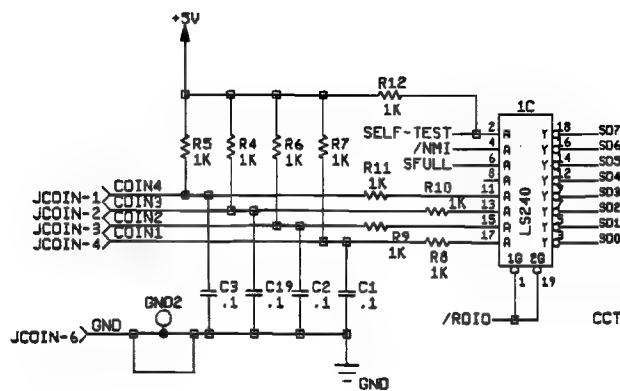 +5V
R12
1K
1C
SELF-TEST 2 A Y 18 SD7
/NMI 4 A Y 16 SD6
SFULL 6 A Y 14 SD5
8 A Y 12 SD4
R5 1K
R4 1K
R6 1K
R7 1K
R11
1K
R10
1K
LS240
JCOIN-1 COIN4 11 A Y SD3
JCOIN-2 COIN3 13 A Y SD2
JCOIN-3 COIN2 15 A Y SD1
JCOIN-4 COIN1 17 A Y 3 SD0
R9
1K
R8
1K
1G 2G
1 19
C3 .1
C19 .1
C2 .1
C1 .1
GND2
/RDIO
CCT
JCOIN-6 GND
GND